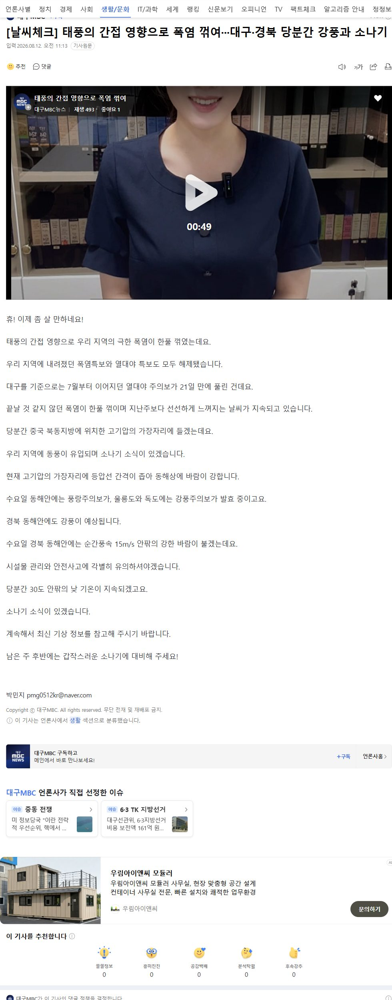 언론사별 정치 경제 사회 생활/문화 IT/과학 세계 랭킹 신문보기 오피니언 TV 팩트체크 알고리즘 안내 정정보
[날씨체크] 태풍의 간접 영향으로 폭염 꺾여···대구·경북 당분간 강풍과 소나기
입력 2026.08.12. 오전 11:13 기사원문
추천 댓글
가가
대구 MBC NEWS
태풍의 간접 영향으로 폭염 꺾여
대구MBC뉴스 | 재생 493 · 좋아요 1
00:49
휴! 이제 좀 살 만하네요!
태풍의 간접 영향으로 우리 지역의 극한 폭염이 한풀 꺾였는데요.
우리 지역에 내려졌던 폭염특보와 열대야 특보도 모두 해제됐습니다.
대구를 기준으로는 7월부터 이어지던 열대야 주의보가 21일 만에 풀린 건데요.
끝날 것 같지 않던 폭염이 한풀 꺾이며 지난주보다 선선하게 느껴지는 날씨가 지속되고 있습니다.
당분간 중국 북동지방에 위치한 고기압의 가장자리에 들겠는데요.
우리 지역에 동풍이 유입되며 소나기 소식이 있겠습니다.
현재 고기압의 가장자리에 등압선 간격이 좁아 동해상에 바람이 강합니다.
수요일 동해안에는 풍랑주의보가, 울릉도와 독도에는 강풍주의보가 발효 중이고요.
경북 동해안에도 강풍이 예상됩니다.
수요일 경북 동해안에는 순간풍속 15m/s 안팎의 강한 바람이 불겠는데요.
시설물 관리와 안전사고에 각별히 유의하셔야겠습니다.
당분간 30도 안팎의 낮 기온이 지속되겠고요.
소나기 소식이 있겠습니다.
계속해서 최신 기상 정보를 참고해 주시기 바랍니다.
남은 주 후반에는 갑작스러운 소나기에 대비해 주세요!
박민지 pmg0512kr@naver.com
Copyright ⓒ 대구MBC. All rights reserved. 무단 전재 및 재배포 금지.
이 기사는 언론사에서 생활 섹션으로 분류했습니다.
대구 MBC NEWS
대구MBC 구독하고
메인에서 바로 만나보세요!
+구독 언론사홈
대구MBC 언론사가 직접 선정한 이슈
이슈 중동 전쟁
미 정보당국 "이란 전략
적 우선순위, 핵에서 ...
이슈 6·3 TK 지방선거
대구선관위, 6·3지방선거
비용 보전액 161억 원...
우림아이앤씨 모듈러
우림아이앤씨 모듈러 사무실, 현장 맞춤형 공간 설계
컨테이너 사무실 전문, 빠른 설치와 쾌적한 업무환경
우림아이앤씨
문의하기
이 기사를 추천합니다
쏠쏠정보 흥미진진 공감백배 분석탁월 후속강추
0 0 0 0 0
대구MBC가 이 기사의 댓글 정책을 결정합니다